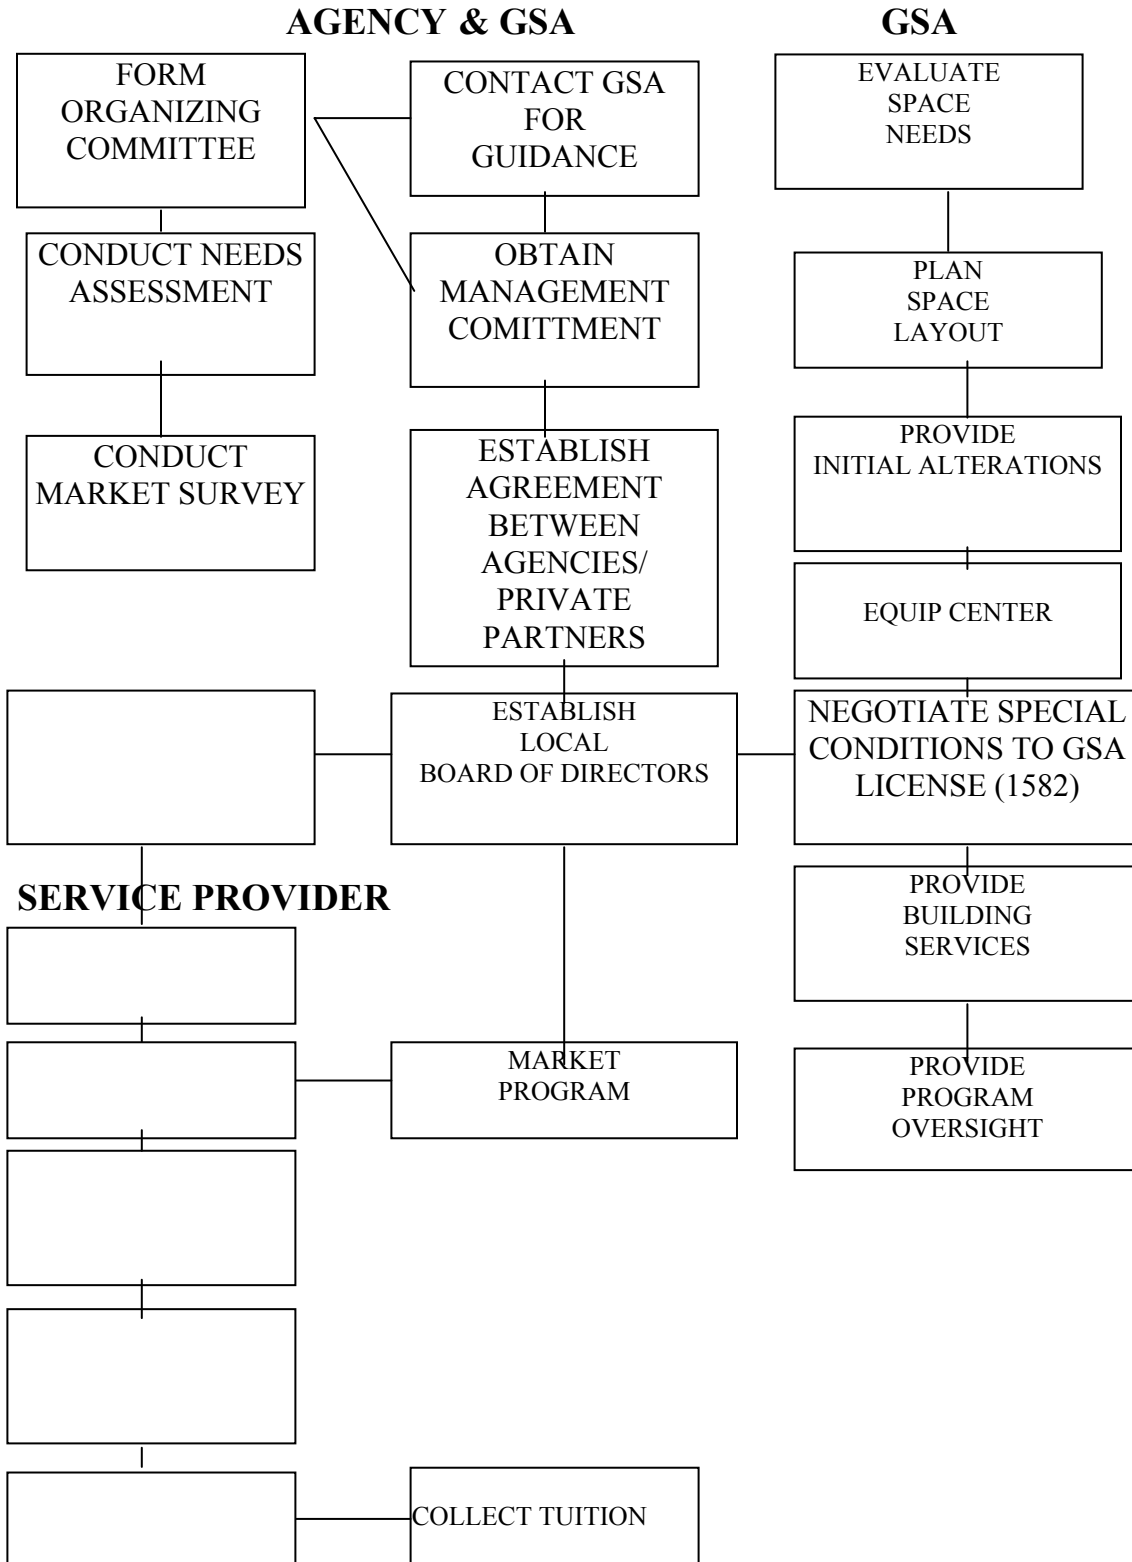 AGENCY & GSA
GSA
FORM
ORGANIZING
COMMITTEE
CONTACT GSA
FOR
GUIDANCE
EVALUATE
SPACE
NEEDS
CONDUCT NEEDS
ASSESSMENT
OBTAIN
MANAGEMENT
COMITTMENT
PLAN
SPACE
LAYOUT
CONDUCT
MARKET SURVEY
ESTABLISH
AGREEMENT
BETWEEN
AGENCIES/
PRIVATE
PARTNERS
PROVIDE
INITIAL ALTERATIONS
EQUIP CENTER
ESTABLISH
LOCAL
BOARD OF DIRECTORS
NEGOTIATE SPECIAL
CONDITIONS TO GSA
LICENSE (1582)
SERVICE PROVIDER
PROVIDE
BUILDING
SERVICES
MARKET
PROGRAM
PROVIDE
PROGRAM
OVERSIGHT
COLLECT TUITION